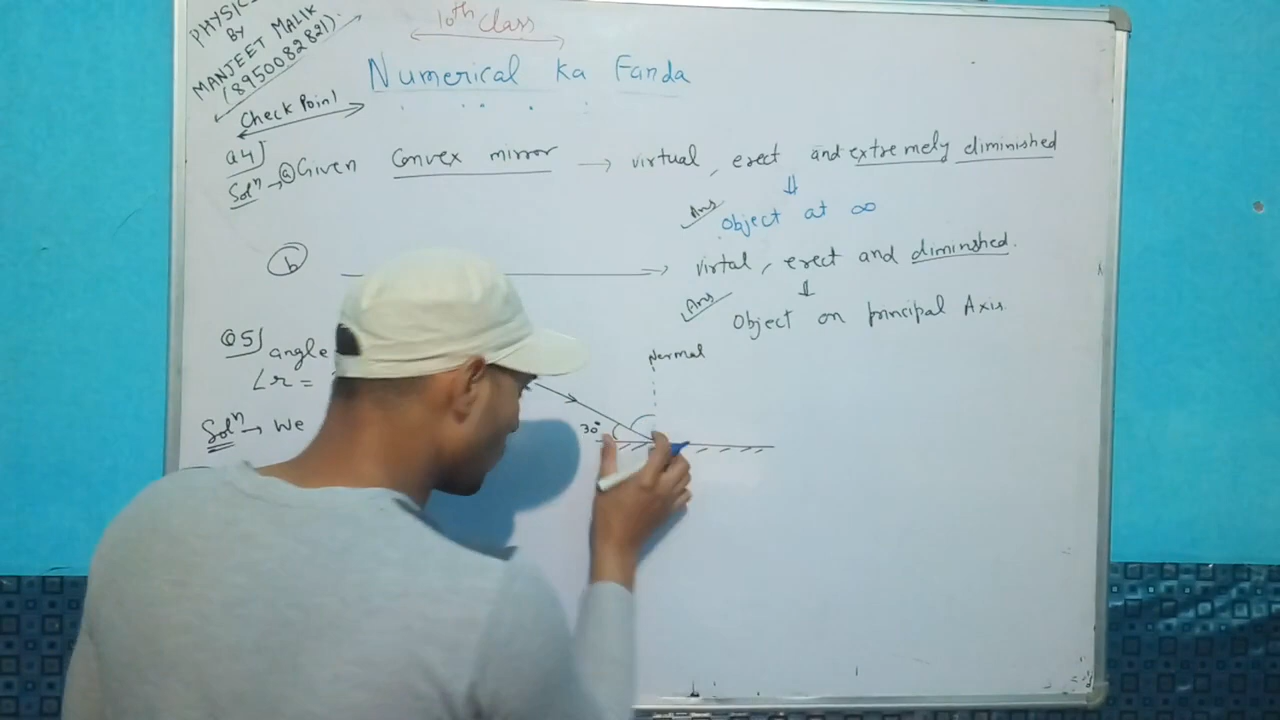 PHYSICS
BY
MANJEET MALIK
(8950082821).
10th Class
Numerical Ka Fanda
Check Point
Q4]
Soln → (a) Given Convex mirror → virtual, erect and extremely diminished
⇓
Ans Object at ∞
(b) → virtal, erect and diminshed.
⇓
Ans Object on principal Axis
Q5] angle
∠r =
Soln → We
Normal
30°